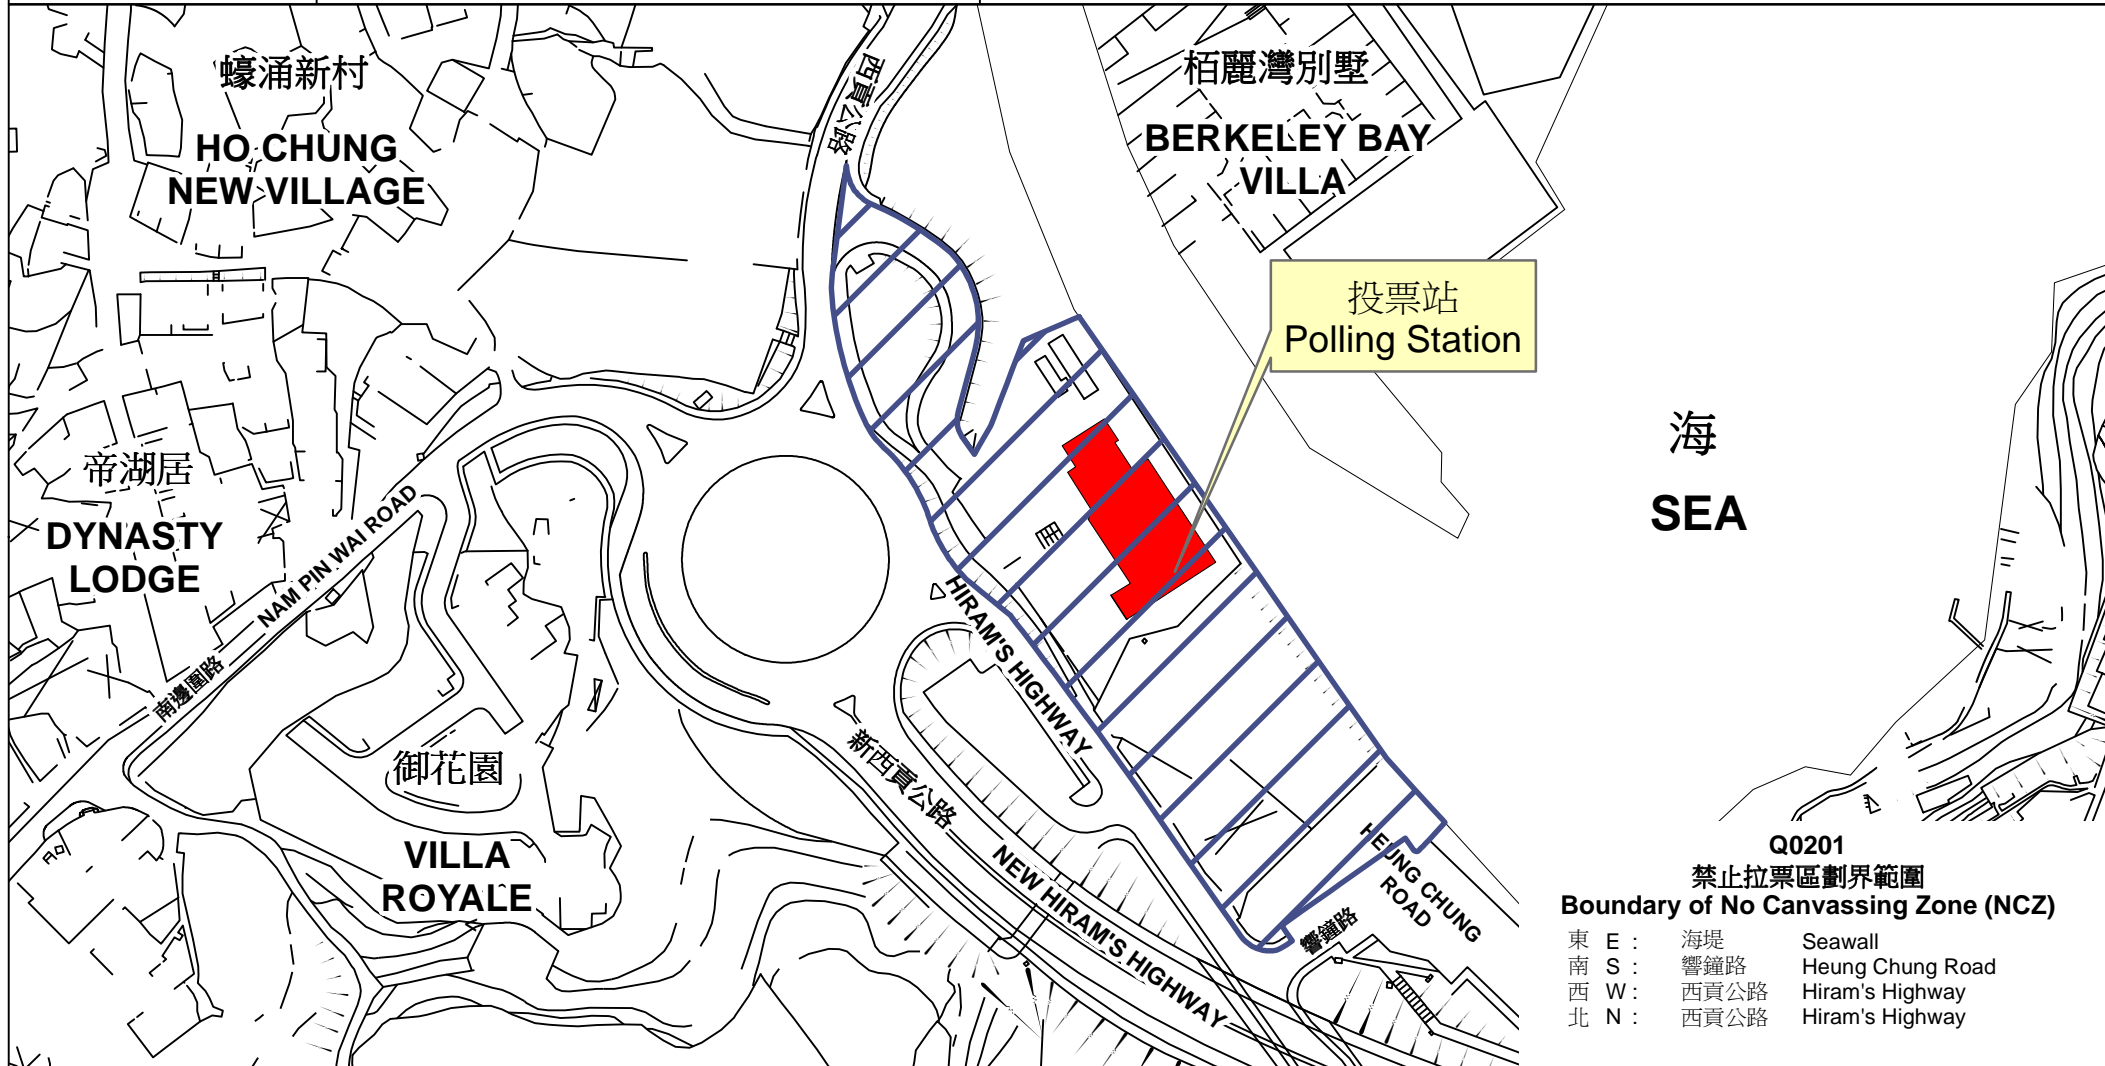 西貢公路
蠔涌新村
HO CHUNG
NEW VILLAGE
栢麗灣別墅
BERKELEY BAY
VILLA
投票站
Polling Station
海
SEA
帝湖居
DYNASTY
LODGE
NAM PIN WAI ROAD
南邊圍路
HIRAM'S HIGHWAY
御花園
VILLA
ROYALE
新西貢公路
NEW HIRAM'S HIGHWAY
HEUNG CHUNG
ROAD
響鐘路
Q0201
禁止拉票區劃界範圍
Boundary of No Canvassing Zone (NCZ)
東 E : 海堤 Seawall
南 S : 響鐘路 Heung Chung Road
西 W : 西貢公路 Hiram's Highway
北 N : 西貢公路 Hiram's Highway